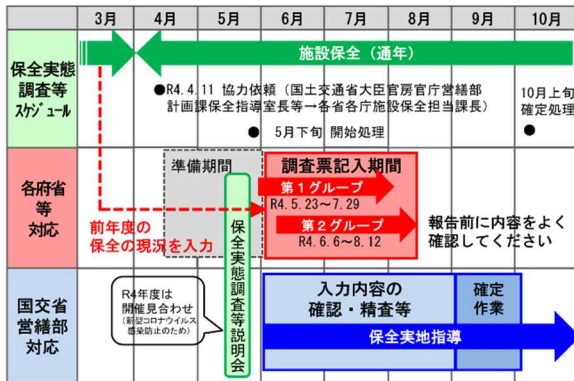 3月 4月 5月 6月 7月 8月 9月 10月
保全実態
調査等
スケジュール
施設保全（通年）
●R4.4.11 協力依頼（国土交通省大臣官房官庁営繕部
計画課保全指導室長等→各省各庁施設保全担当課長）
● 5月下旬 開始処理
10月上旬
確定処理
●
各府省
等
対応
準備期間
調査票記入期間
第1グループ
R4.5.23～7.29
第2グループ
R4.6.6～8.12
前年度の
保全の現況を入力
報告前に内容をよく
確認してください
保全実態調査等説明会
国交省
営繕部
対応
R4年度は
開催見合わせ
（新型コロナウイルス
感染防止のため）
入力内容の
確認・精査等
確定
作業
保全実地指導